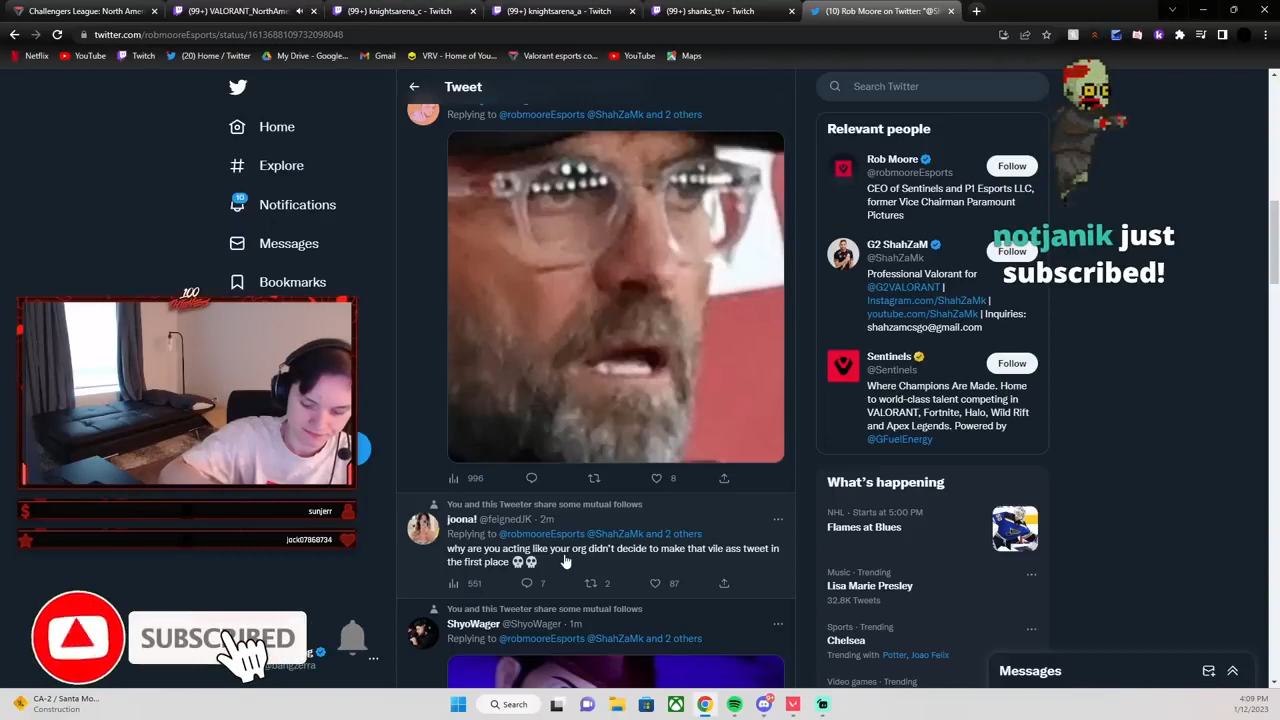 Challengers League: North Amer
(99+) VALORANT_NorthAme
(99+) knightsarena_c - Twitch
(99+) knightsarena_a - Twitch
(99+) shanks_ttv - Twitch
(10) Rob Moore on Twitter: "@Sh
twitter.com/robmooreEsports/status/1613688109732098048
Netflix
YouTube
Twitch
(20) Home / Twitter
My Drive - Google...
Gmail
VRV - Home of You...
Valorant esports co...
YouTube
Maps
Home
Explore
10
Notifications
Messages
Bookmarks
100
sunjerr
jack07868734
SUBSCRIBED
@bangzerra
Tweet
Replying to @robmooreEsports @ShahZaMk and 2 others
996
8
You and this Tweeter share some mutual follows
joona! @feignedJK · 2m
Replying to @robmooreEsports @ShahZaMk and 2 others
why are you acting like your org didn't decide to make that vile ass tweet in
the first place 💀💀
551
7
2
87
You and this Tweeter share some mutual follows
ShyoWager @ShyoWager · 1m
Replying to @robmooreEsports @ShahZaMk and 2 others
Search Twitter
Relevant people
Rob Moore
@robmooreEsports
Follow
CEO of Sentinels and P1 Esports LLC,
former Vice Chairman Paramount
Pictures
G2 ShahZaM
@ShahZaMk
Follow
Professional Valorant for
@G2VALORANT |
Instagram.com/ShahZaMk |
youtube.com/ShahZaMk | Inquiries:
shahzamcsgo@gmail.com
Sentinels
@Sentinels
Follow
Where Champions Are Made. Home
to world-class talent competing in
VALORANT, Fortnite, Halo, Wild Rift
and Apex Legends. Powered by
@GFuelEnergy
What's happening
NHL · Starts at 5:00 PM
Flames at Blues
Music · Trending
Lisa Marie Presley
32.8K Tweets
Sports · Trending
Chelsea
Trending with Potter, Joao Felix
Video games · Trending
Messages
notjanik just
subscribed!
CA-2 / Santa Mo...
Construction
Search
4:09 PM
1/12/2023